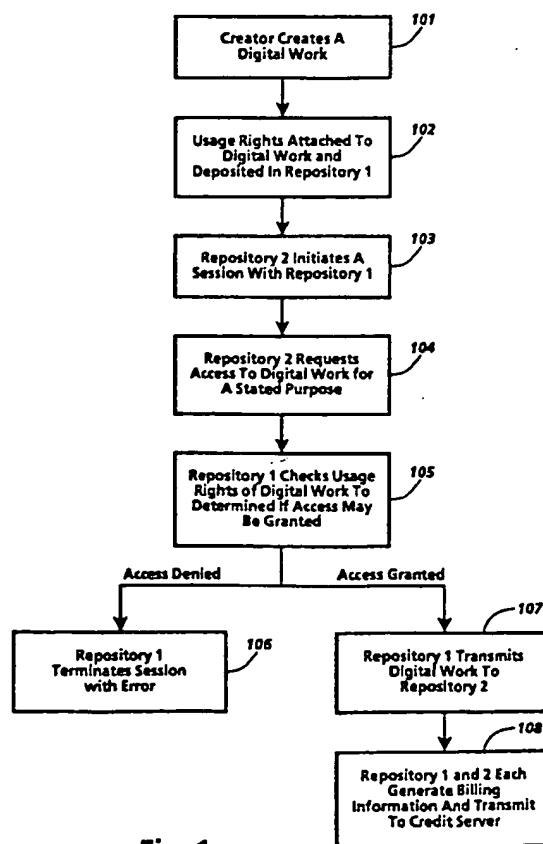 101
Creator Creates A
Digital Work
102
Usage Rights Attached To
Digital Work and
Deposited In Repository 1
103
Repository 2 Initiates A
Session With Repository 1
104
Repository 2 Requests
Access To Digital Work for
A Stated Purpose
105
Repository 1 Checks Usage
Rights of Digital Work To
Determined If Access May
Be Granted
Access Denied
Access Granted
106
Repository 1
Terminates Session
with Error
107
Repository 1 Transmits
Digital Work To
Repository 2
108
Repository 1 and 2 Each
Generate Billing
Information And Transmit
To Credit Server